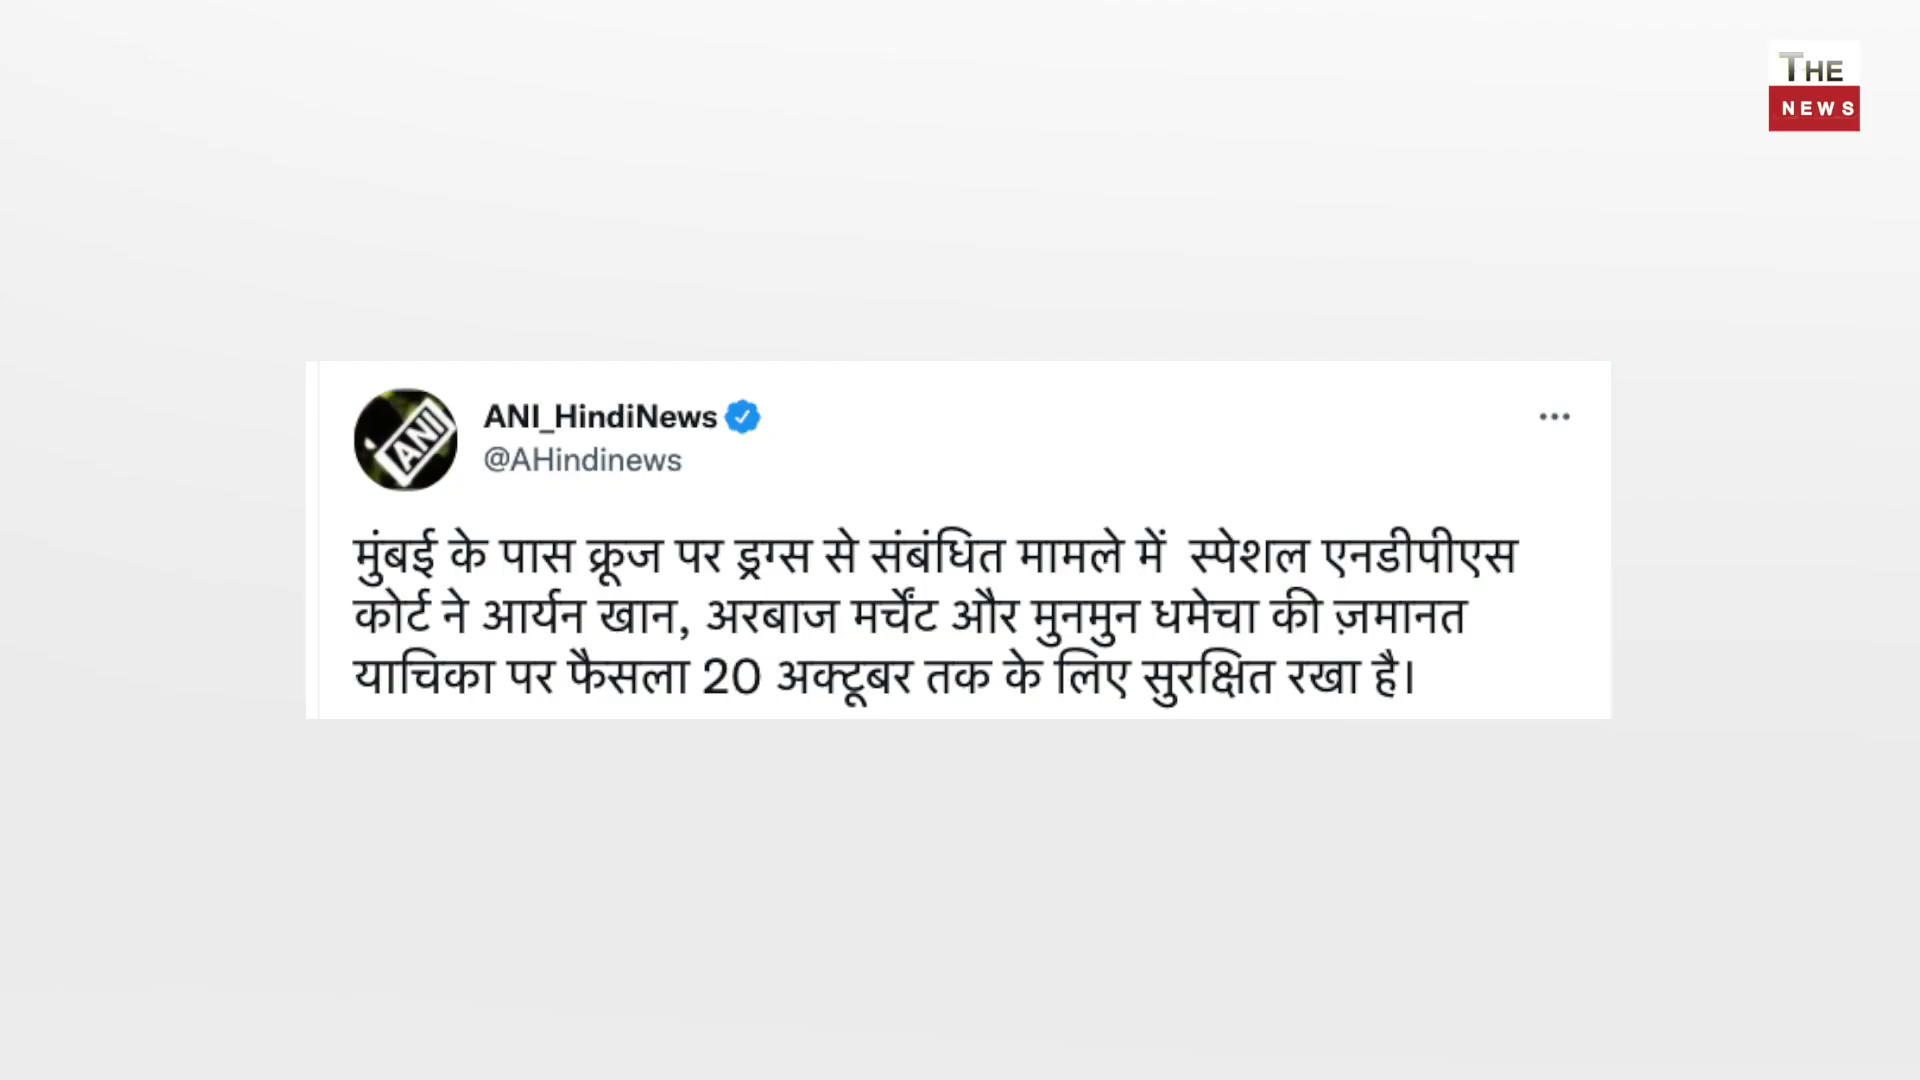 THE
NEWS
ANI
ANI_HindiNews
@AHindinews
मुंबई के पास क्रूज पर ड्रग्स से संबंधित मामले में स्पेशल एनडीपीएस
कोर्ट ने आर्यन खान, अरबाज मर्चेंट और मुनमुन धमेचा की ज़मानत
याचिका पर फैसला 20 अक्टूबर तक के लिए सुरक्षित रखा है।